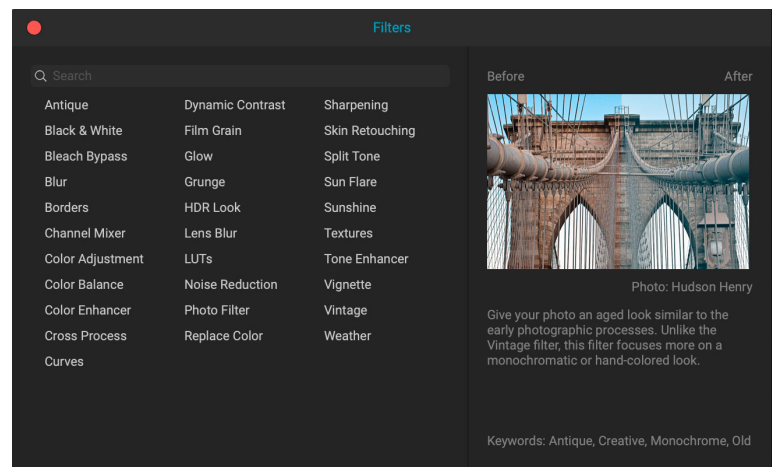 Filters
Search
Antique
Black & White
Bleach Bypass
Blur
Borders
Channel Mixer
Color Adjustment
Color Balance
Color Enhancer
Cross Process
Curves
Dynamic Contrast
Film Grain
Glow
Grunge
HDR Look
Lens Blur
LUTs
Noise Reduction
Photo Filter
Replace Color
Sharpening
Skin Retouching
Split Tone
Sun Flare
Sunshine
Textures
Tone Enhancer
Vignette
Vintage
Weather
Before
After
Photo: Hudson Henry
Give your photo an aged look similar to the
early photographic processes. Unlike the
Vintage filter, this filter focuses more on a
monochromatic or hand-colored look.
Keywords: Antique, Creative, Monochrome, Old